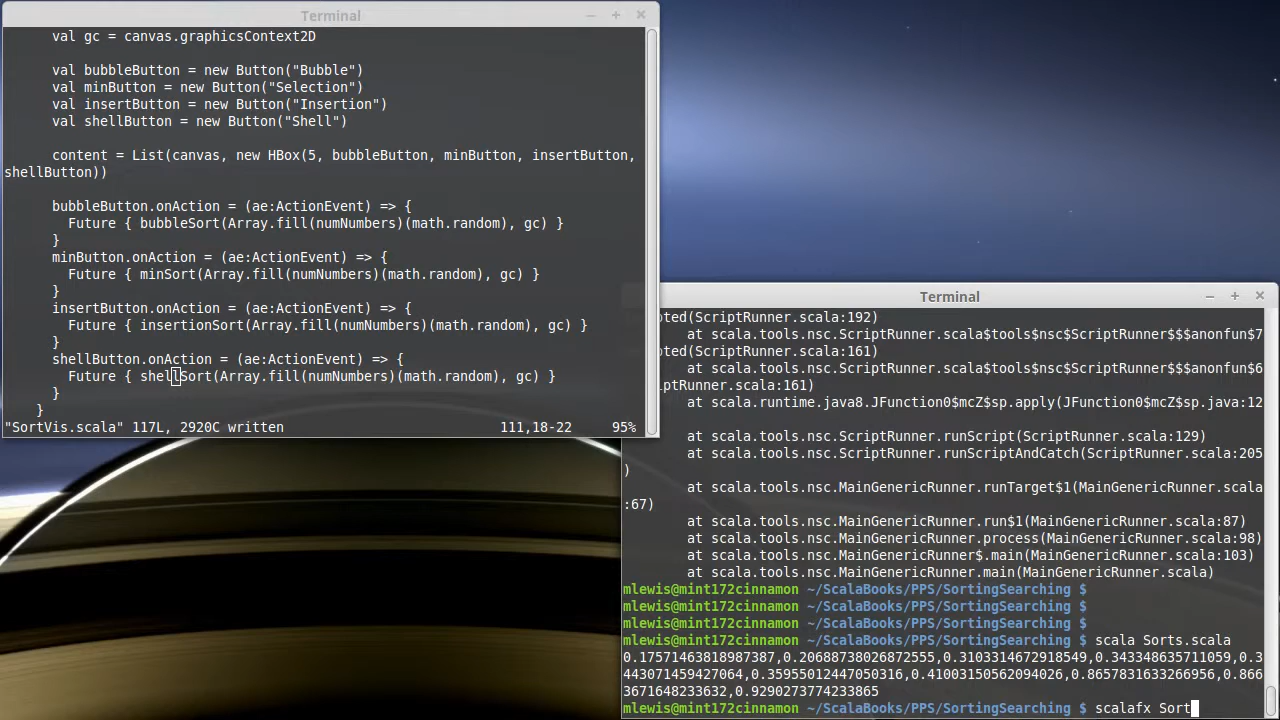 Terminal
val gc = canvas.graphicsContext2D
val bubbleButton = new Button("Bubble")
val minButton = new Button("Selection")
val insertButton = new Button("Insertion")
val shellButton = new Button("Shell")
content = List(canvas, new HBox(5, bubbleButton, minButton, insertButton,
shellButton))
bubbleButton.onAction = (ae:ActionEvent) => {
Future { bubbleSort(Array.fill(numNumbers)(math.random), gc) }
}
minButton.onAction = (ae:ActionEvent) => {
Future { minSort(Array.fill(numNumbers)(math.random), gc) }
}
insertButton.onAction = (ae:ActionEvent) => {
Future { insertionSort(Array.fill(numNumbers)(math.random), gc) }
}
shellButton.onAction = (ae:ActionEvent) => {
Future { shellSort(Array.fill(numNumbers)(math.random), gc) }
}
}
"SortVis.scala" 117L, 2920C written 111,18-22 95%
Terminal
pted(ScriptRunner.scala:192)
at scala.tools.nsc.ScriptRunner.scala$tools$nsc$ScriptRunner$$$anonfun$7
pted(ScriptRunner.scala:161)
at scala.tools.nsc.ScriptRunner.scala$tools$nsc$ScriptRunner$$$anonfun$6
iptRunner.scala:161)
at scala.runtime.java8.JFunction0$mcZ$sp.apply(JFunction0$mcZ$sp.java:12
at scala.tools.nsc.ScriptRunner.runScript(ScriptRunner.scala:129)
at scala.tools.nsc.ScriptRunner.runScriptAndCatch(ScriptRunner.scala:205
)
at scala.tools.nsc.MainGenericRunner.runTarget$1(MainGenericRunner.scala
:67)
at scala.tools.nsc.MainGenericRunner.run$1(MainGenericRunner.scala:87)
at scala.tools.nsc.MainGenericRunner.process(MainGenericRunner.scala:98)
at scala.tools.nsc.MainGenericRunner$.main(MainGenericRunner.scala:103)
at scala.tools.nsc.MainGenericRunner.main(MainGenericRunner.scala)
mlewis@mint172cinnamon ~/ScalaBooks/PPS/SortingSearching $
mlewis@mint172cinnamon ~/ScalaBooks/PPS/SortingSearching $
mlewis@mint172cinnamon ~/ScalaBooks/PPS/SortingSearching $
mlewis@mint172cinnamon ~/ScalaBooks/PPS/SortingSearching $ scala Sorts.scala
0.17571463818987387,0.20688738026872555,0.3103314672918549,0.343348635711059,0.3
443071459427064,0.35955012447050316,0.41003150562094026,0.8657831633266956,0.866
3671648233632,0.9290273774233865
mlewis@mint172cinnamon ~/ScalaBooks/PPS/SortingSearching $ scalafx Sort